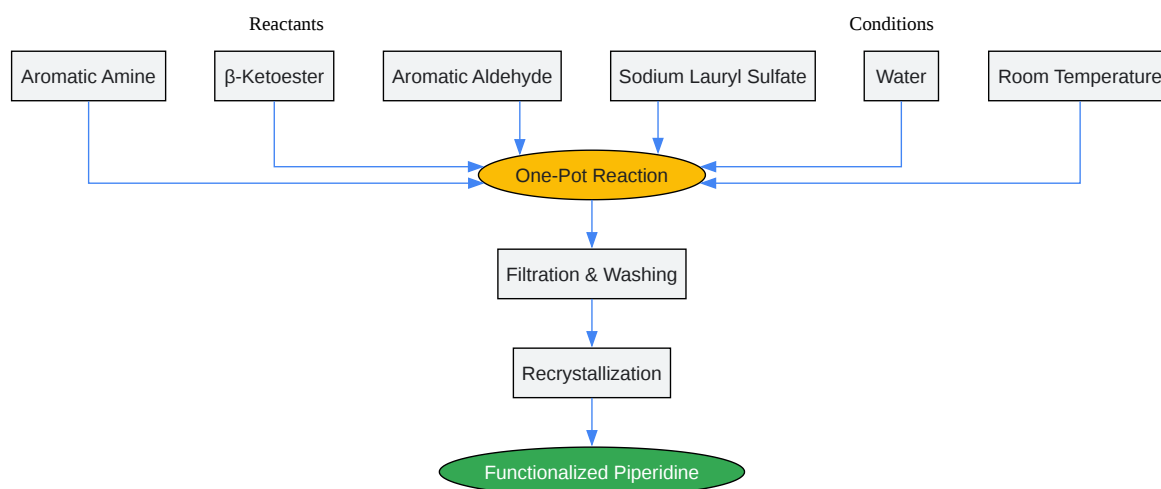 Reactants
Conditions
Aromatic Amine
β-Ketoester
Aromatic Aldehyde
Sodium Lauryl Sulfate
Water
Room Temperature
One-Pot Reaction
Filtration & Washing
Recrystallization
Functionalized Piperidine